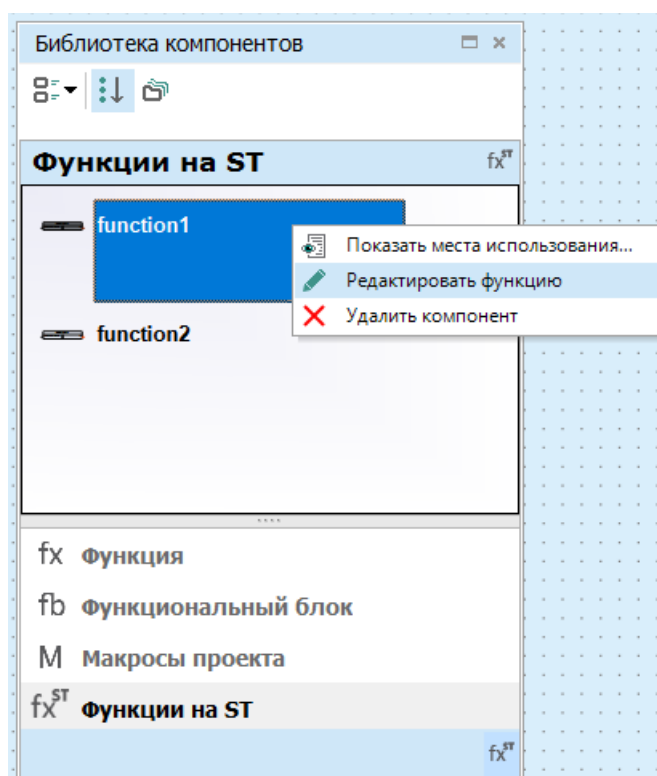 Библиотека компонентов
Функции на ST
fx ST
function1
Показать места использования...
Редактировать функцию
Удалить компонент
function2
fx Функция
fb Функциональный блок
M Макросы проекта
fx ST Функции на ST
fx ST